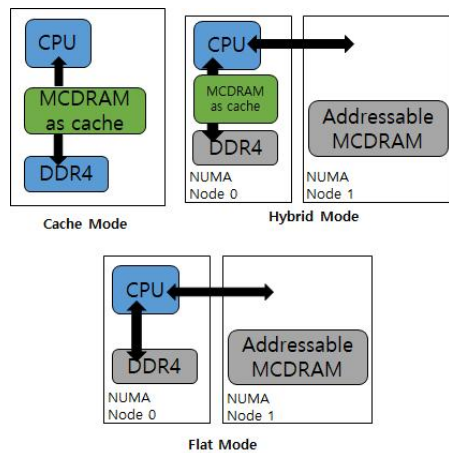 CPU
MCDRAM
as cache
DDR4
Cache Mode
CPU
MCDRAM
as cache
DDR4
NUMA
Node 0
Addressable
MCDRAM
NUMA
Node 1
Hybrid Mode
CPU
DDR4
NUMA
Node 0
Addressable
MCDRAM
NUMA
Node 1
Flat Mode